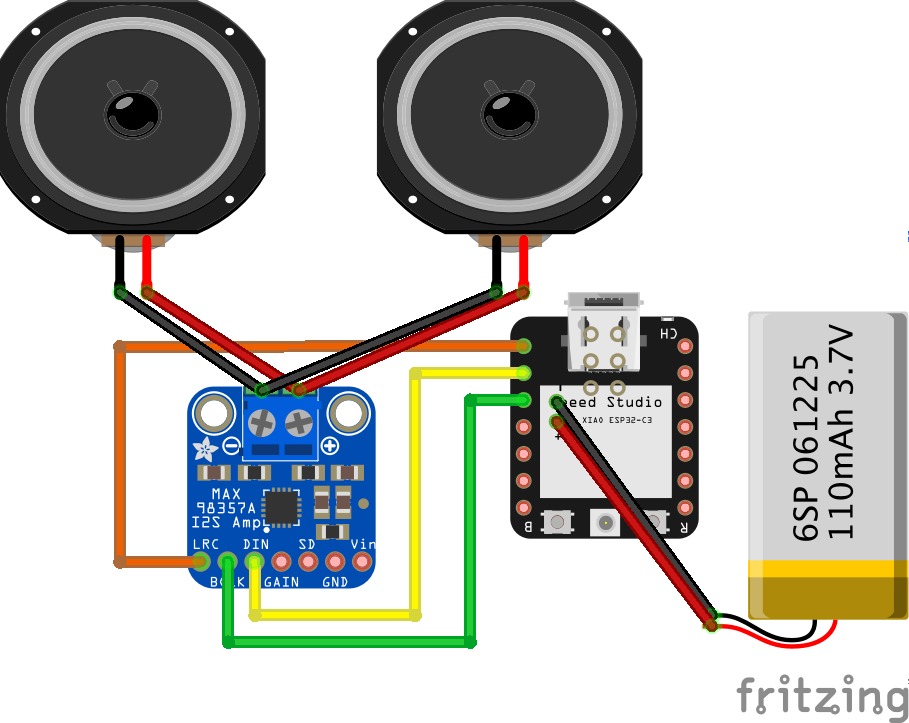 CH
Seeed Studio
XIAO ESP32-C3
B
R
6SP 061225
110mAh 3.7V
MAX
98357A
I2S Amp
LRC
DIN
SD
Vin
GAIN
GND
fritzing